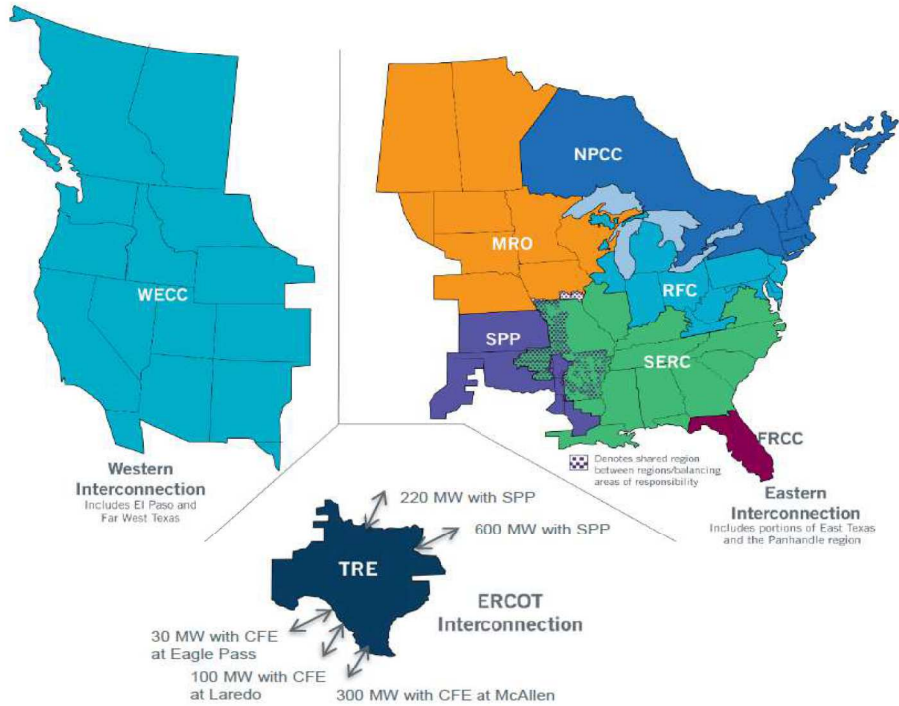 NPCC
MRO
WECC
RFC
SPP
SERC
FRCC
Denotes shared region
between regions/balancing
areas of responsibility
Western
Interconnection
Includes El Paso and
Far West Texas
Eastern
Interconnection
Includes portions of East Texas
and the Panhandle region
220 MW with SPP
600 MW with SPP
TRE
ERCOT
Interconnection
30 MW with CFE
at Eagle Pass
100 MW with CFE
at Laredo
300 MW with CFE at McAllen